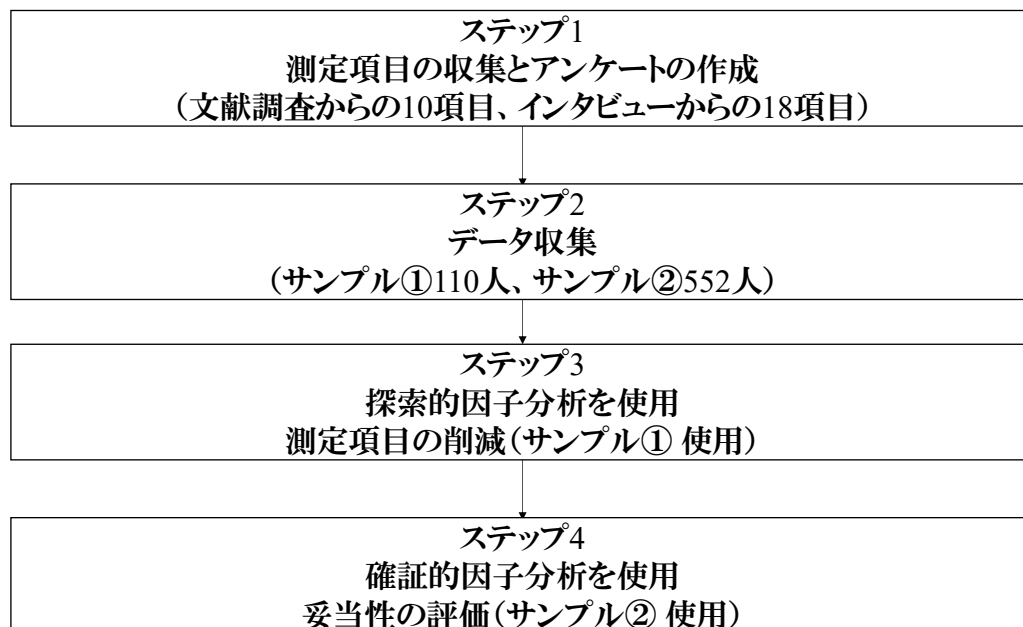 ステップ1
測定項目の収集とアンケートの作成
（文献調査からの10項目、インタビューからの18項目）
ステップ2
データ収集
（サンプル①110人、サンプル②552人）
ステップ3
探索的因子分析を使用
測定項目の削減（サンプル① 使用）
ステップ4
確証的因子分析を使用
妥当性の評価（サンプル② 使用）